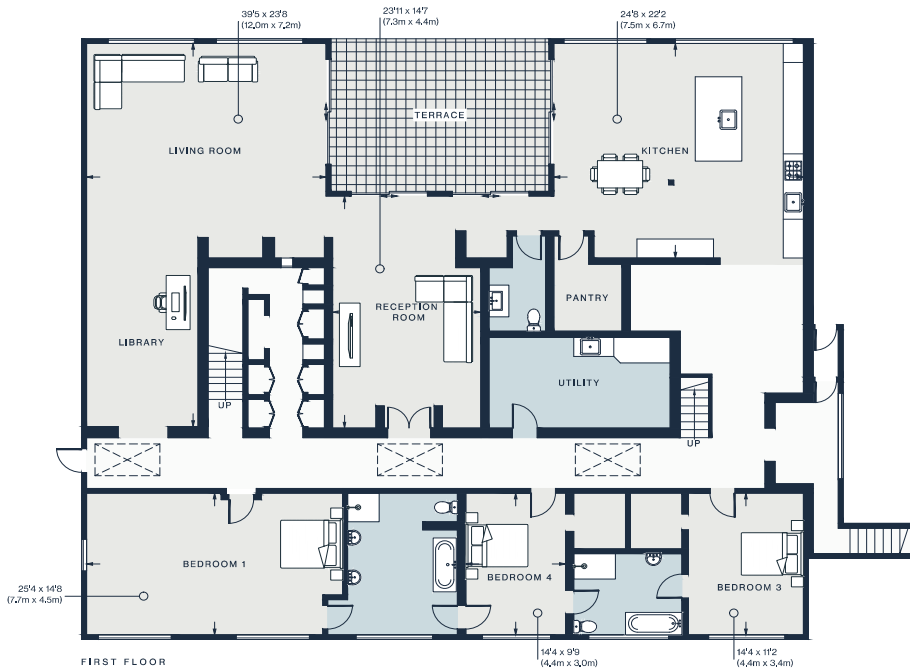 39'5 x 23'8
(12.0m x 7.2m)
23'11 x 14'7
(7.3m x 4.4m)
24'8 x 22'2
(7.5m x 6.7m)
TERRACE
LIVING ROOM
KITCHEN
PANTRY
RECEPTION
ROOM
LIBRARY
UTILITY
UP
UP
BEDROOM 1
BEDROOM 4
BEDROOM 3
25'4 x 14'8
(7.7m x 4.5m)
14'4 x 9'9
(4.4m x 3.0m)
14'4 x 11'2
(4.4m x 3.4m)
FIRST FLOOR